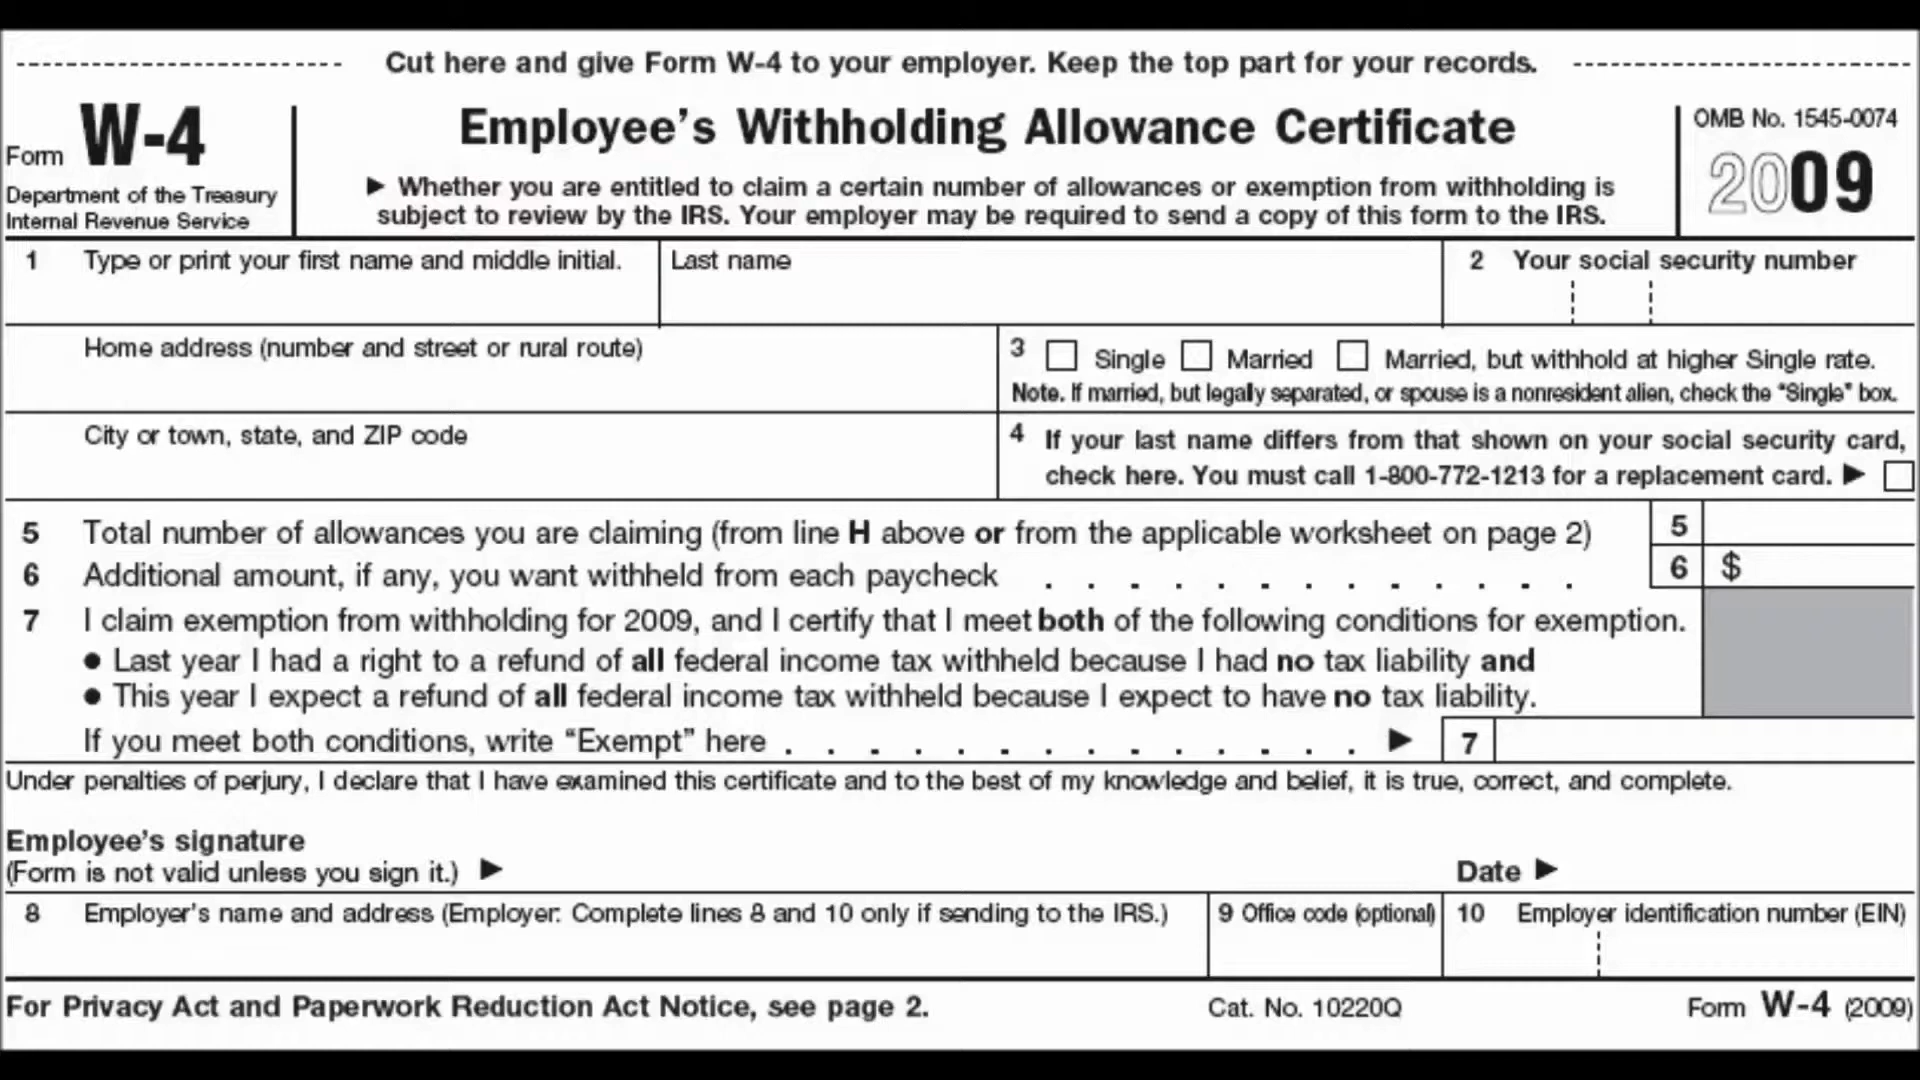 Cut here and give Form W-4 to your employer. Keep the top part for your records.
Form W-4
Department of the Treasury
Internal Revenue Service
Employee’s Withholding Allowance Certificate
► Whether you are entitled to claim a certain number of allowances or exemption from withholding is
subject to review by the IRS. Your employer may be required to send a copy of this form to the IRS.
OMB No. 1545-0074
2009
1 Type or print your first name and middle initial.
Last name
2 Your social security number
Home address (number and street or rural route)
3 Single Married Married, but withhold at higher Single rate.
Note. If married, but legally separated, or spouse is a nonresident alien, check the “Single” box.
City or town, state, and ZIP code
4 If your last name differs from that shown on your social security card,
check here. You must call 1-800-772-1213 for a replacement card. ►
5 Total number of allowances you are claiming (from line H above or from the applicable worksheet on page 2) 5
6 Additional amount, if any, you want withheld from each paycheck . . . . . . . . . . . . . 6 $
7 I claim exemption from withholding for 2009, and I certify that I meet both of the following conditions for exemption.
● Last year I had a right to a refund of all federal income tax withheld because I had no tax liability and
● This year I expect a refund of all federal income tax withheld because I expect to have no tax liability.
If you meet both conditions, write “Exempt” here . . . . . . . . . . . . . . ► 7
Under penalties of perjury, I declare that I have examined this certificate and to the best of my knowledge and belief, it is true, correct, and complete.
Employee’s signature
(Form is not valid unless you sign it.) ►
Date ►
8 Employer’s name and address (Employer: Complete lines 8 and 10 only if sending to the IRS.)
9 Office code (optional)
10 Employer identification number (EIN)
For Privacy Act and Paperwork Reduction Act Notice, see page 2.
Cat. No. 10220Q
Form W-4 (2009)